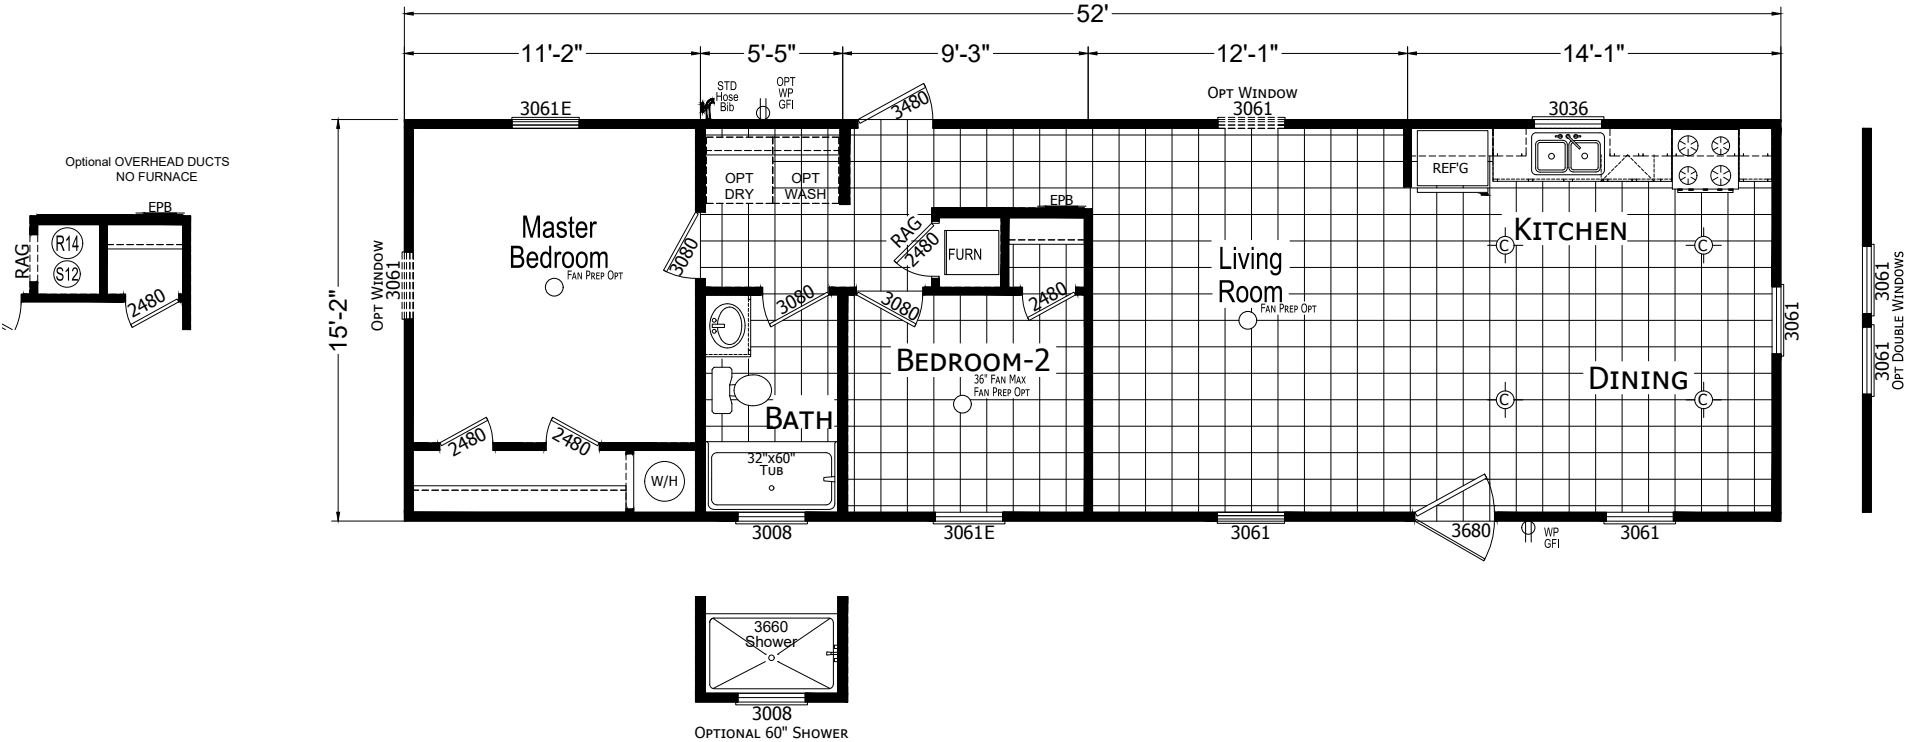 52'
11'-2"
5'-5"
9'-3"
12'-1"
14'-1"
STD
Hose
Bib
OPT
WP
GFI
3061E
3480
OPT WINDOW
3061
3036
Optional OVERHEAD DUCTS
NO FURNACE
EPB
RAG
R14
S12
2480
15'-2"
OPT WINDOW
3061
Master
Bedroom
FAN PREP OPT
3080
OPT
DRY
OPT
WASH
RAG
2480
FURN
EPB
3080
3080
2480
REF'G
KITCHEN
C
C
Living
Room
FAN PREP OPT
BEDROOM-2
36" FAN MAX
FAN PREP OPT
DINING
C
C
3061
3061
3061
OPT DOUBLE WINDOWS
BATH
2480
2480
W/H
32"x60"
TUB
3008
3061E
3061
3680
WP
GFI
3061
3660
Shower
3008
OPTIONAL 60" SHOWER